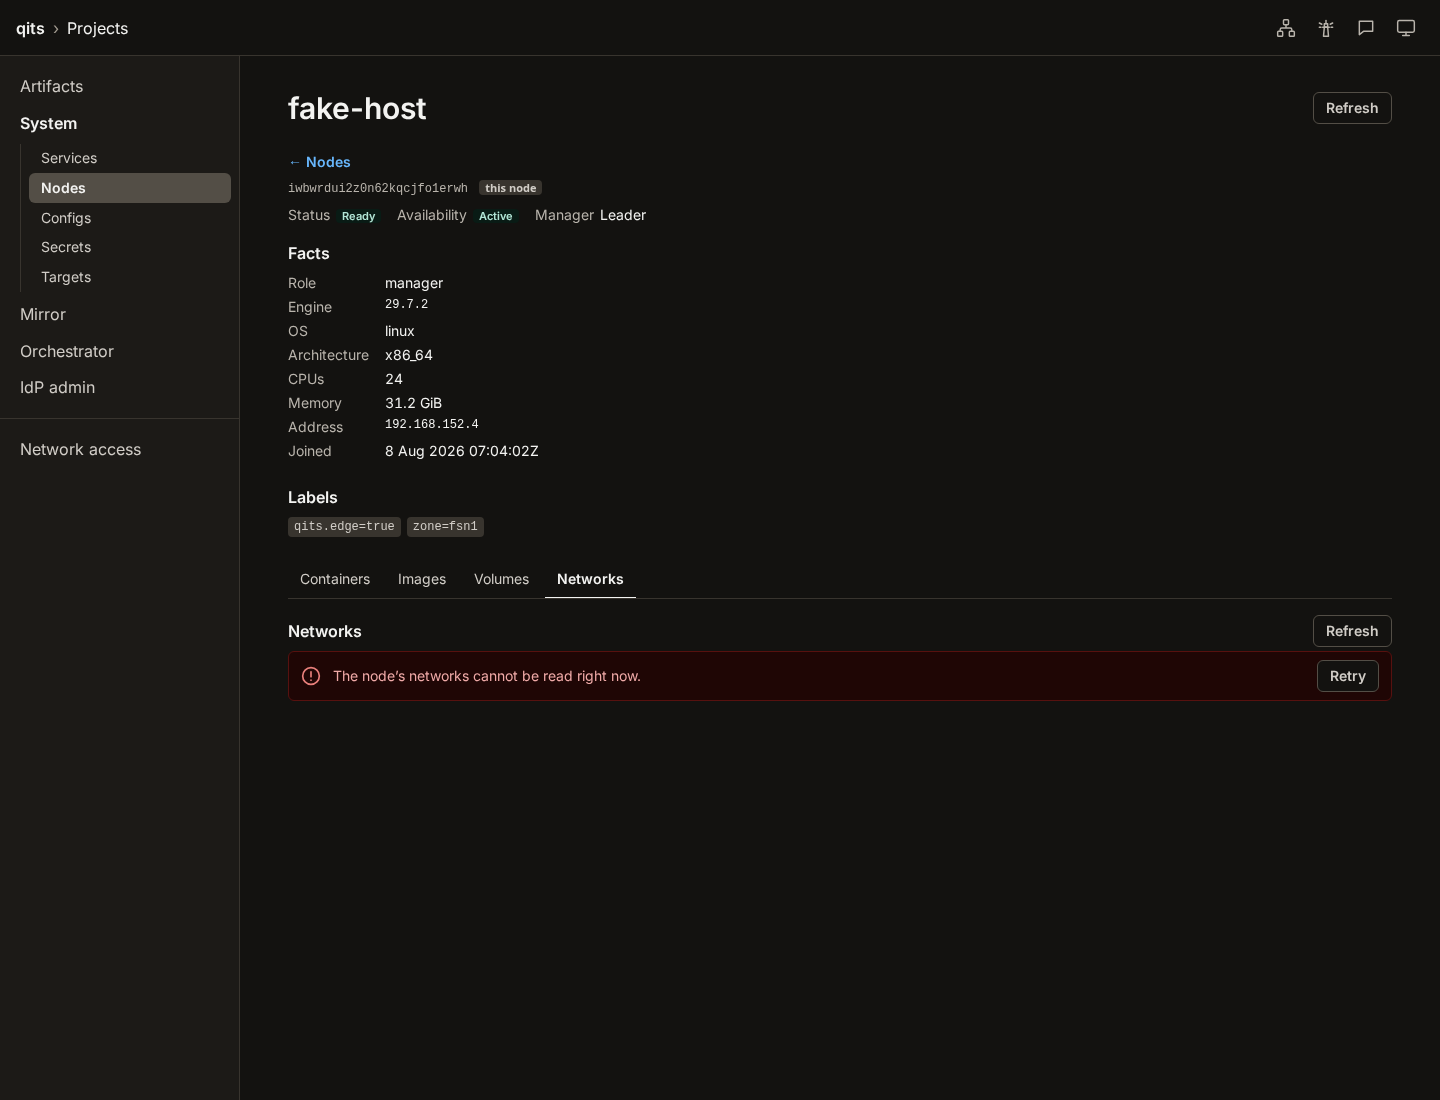 qits › Projects
Artifacts
System
Services
Nodes
Configs
Secrets
Targets
Mirror
Orchestrator
IdP admin
Network access
fake-host
Refresh
← Nodes
iwbwrdui2z0n62kqcjfo1erwh this node
Status Ready Availability Active Manager Leader
Facts
Role manager
Engine 29.7.2
OS linux
Architecture x86_64
CPUs 24
Memory 31.2 GiB
Address 192.168.152.4
Joined 8 Aug 2026 07:04:02Z
Labels
qits.edge=true zone=fsn1
Containers Images Volumes Networks
Networks Refresh
The node’s networks cannot be read right now. Retry